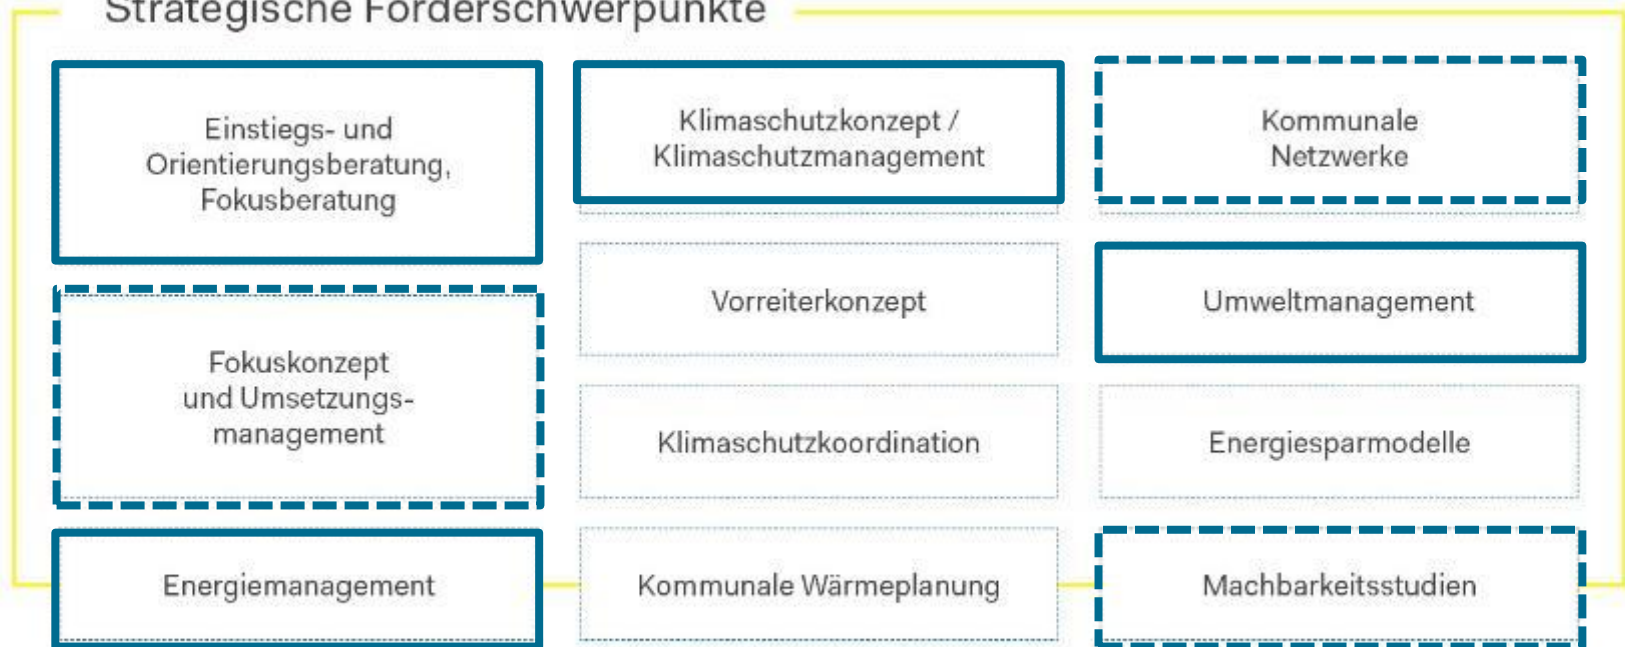 Strategische Förderschwerpunkte
Einstiegs- und
Orientierungsberatung,
Fokusberatung
Fokuskonzept
und Umsetzungs-
management
Energiemanagement
Klimaschutzkonzept /
Klimaschutzmanagement
Vorreiterkonzept
Klimaschutzkoordination
Kommunale Wärmeplanung
Kommunale
Netzwerke
Umweltmanagement
Energiesparmodelle
Machbarkeitsstudien